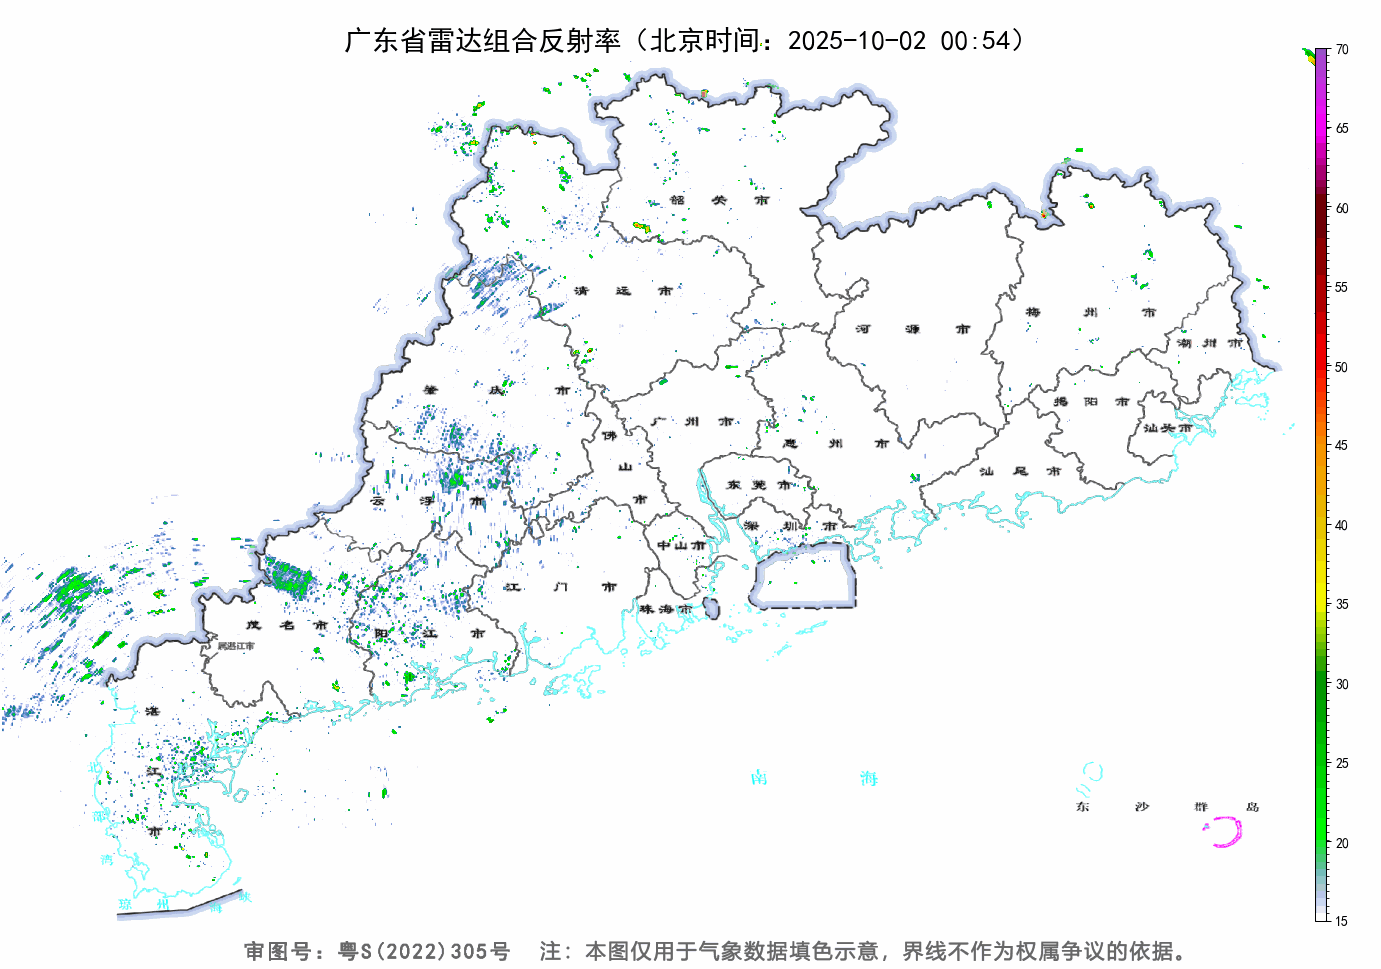 广东省雷达组合反射率（北京时间：2025-10-02 00:54）
70
65
60
55
50
45
40
35
30
25
20
15
韶关市
清远市
河源市
梅州市
潮州市
肇庆市
广州市
惠州市
揭阳市
汕头市
佛山市
云浮市
东莞市
汕尾市
深圳市
中山市
江门市
珠海市
茂名市
阳江市
属湛江市
湛江市
北部湾
琼州海峡
南海
东沙群岛
审图号：粤S(2022)305号 注：本图仅用于气象数据填色示意，界线不作为权属争议的依据。